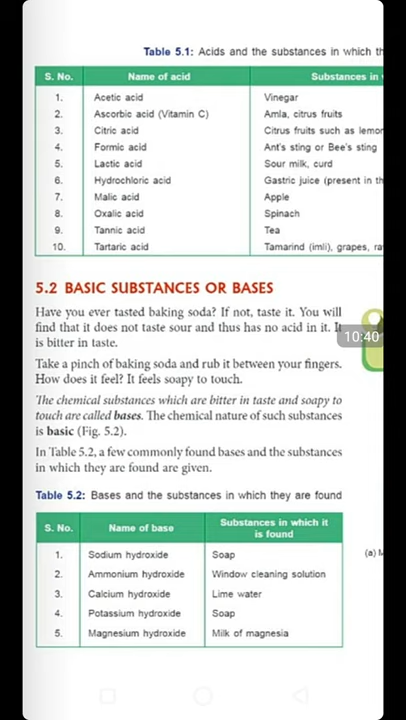 Table 5.1: Acids and the substances in which th
S. No. Name of acid Substances in
1. Acetic acid Vinegar
2. Ascorbic acid (Vitamin C) Amla, citrus fruits
3. Citric acid Citrus fruits such as lemon
4. Formic acid Ant's sting or Bee's sting
5. Lactic acid Sour milk, curd
6. Hydrochloric acid Gastric juice (present in th
7. Malic acid Apple
8. Oxalic acid Spinach
9. Tannic acid Tea
10. Tartaric acid Tamarind (imli), grapes, ra
5.2 BASIC SUBSTANCES OR BASES
Have you ever tasted baking soda? If not, taste it. You will
find that it does not taste sour and thus has no acid in it. It
is bitter in taste.
10:40
Take a pinch of baking soda and rub it between your fingers.
How does it feel? It feels soapy to touch.
The chemical substances which are bitter in taste and soapy to
touch are called bases. The chemical nature of such substances
is basic (Fig. 5.2).
In Table 5.2, a few commonly found bases and the substances
in which they are found are given.
Table 5.2: Bases and the substances in which they are found
S. No. Name of base Substances in which it
is found
1. Sodium hydroxide Soap
2. Ammonium hydroxide Window cleaning solution
3. Calcium hydroxide Lime water
4. Potassium hydroxide Soap
5. Magnesium hydroxide Milk of magnesia
(a) M